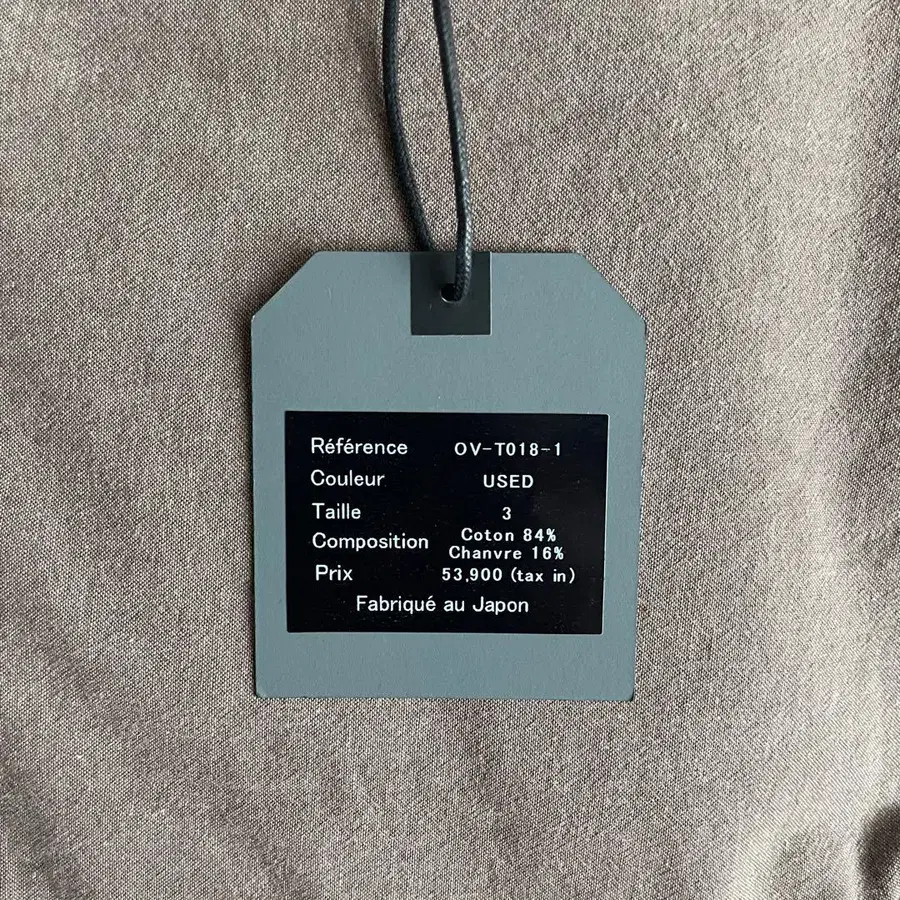 Référence OV-T018-1
Couleur USED
Taille 3
Composition Coton 84%
Chanvre 16%
Prix 53,900 (tax in)
Fabriqué au Japon